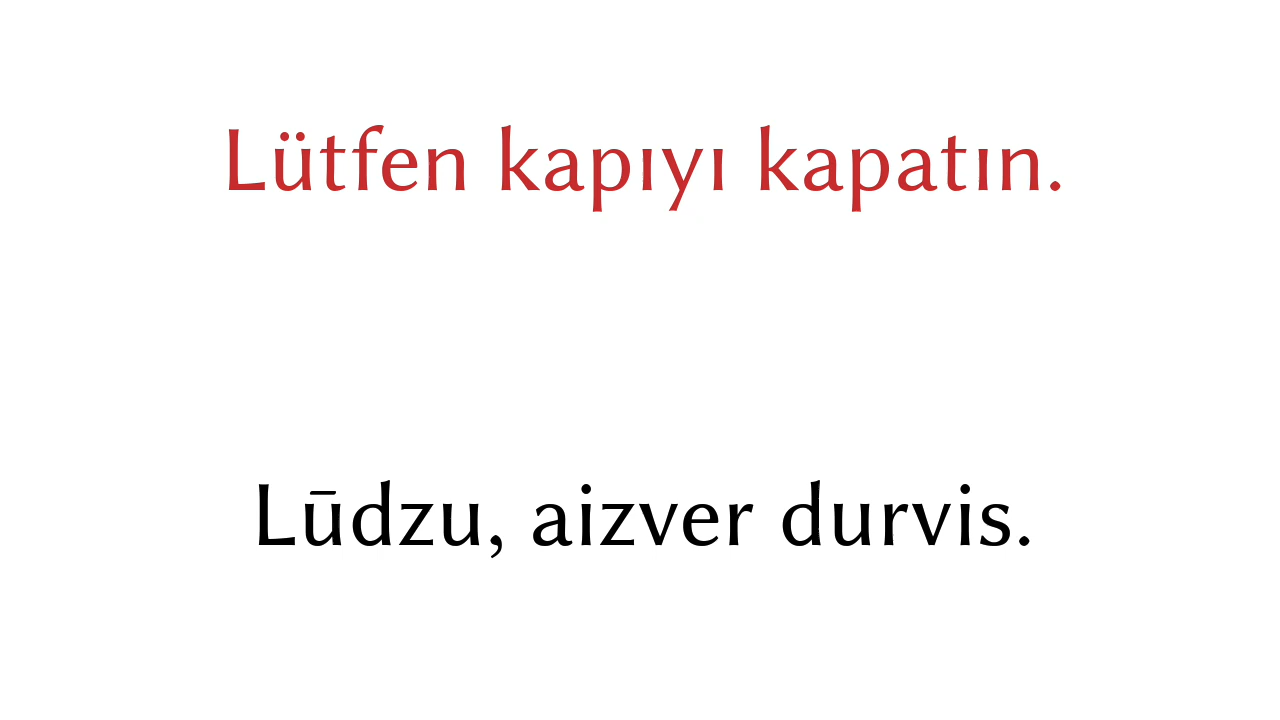 Lütfen kapıyı kapatın.
Lūdzu, aizver durvis.